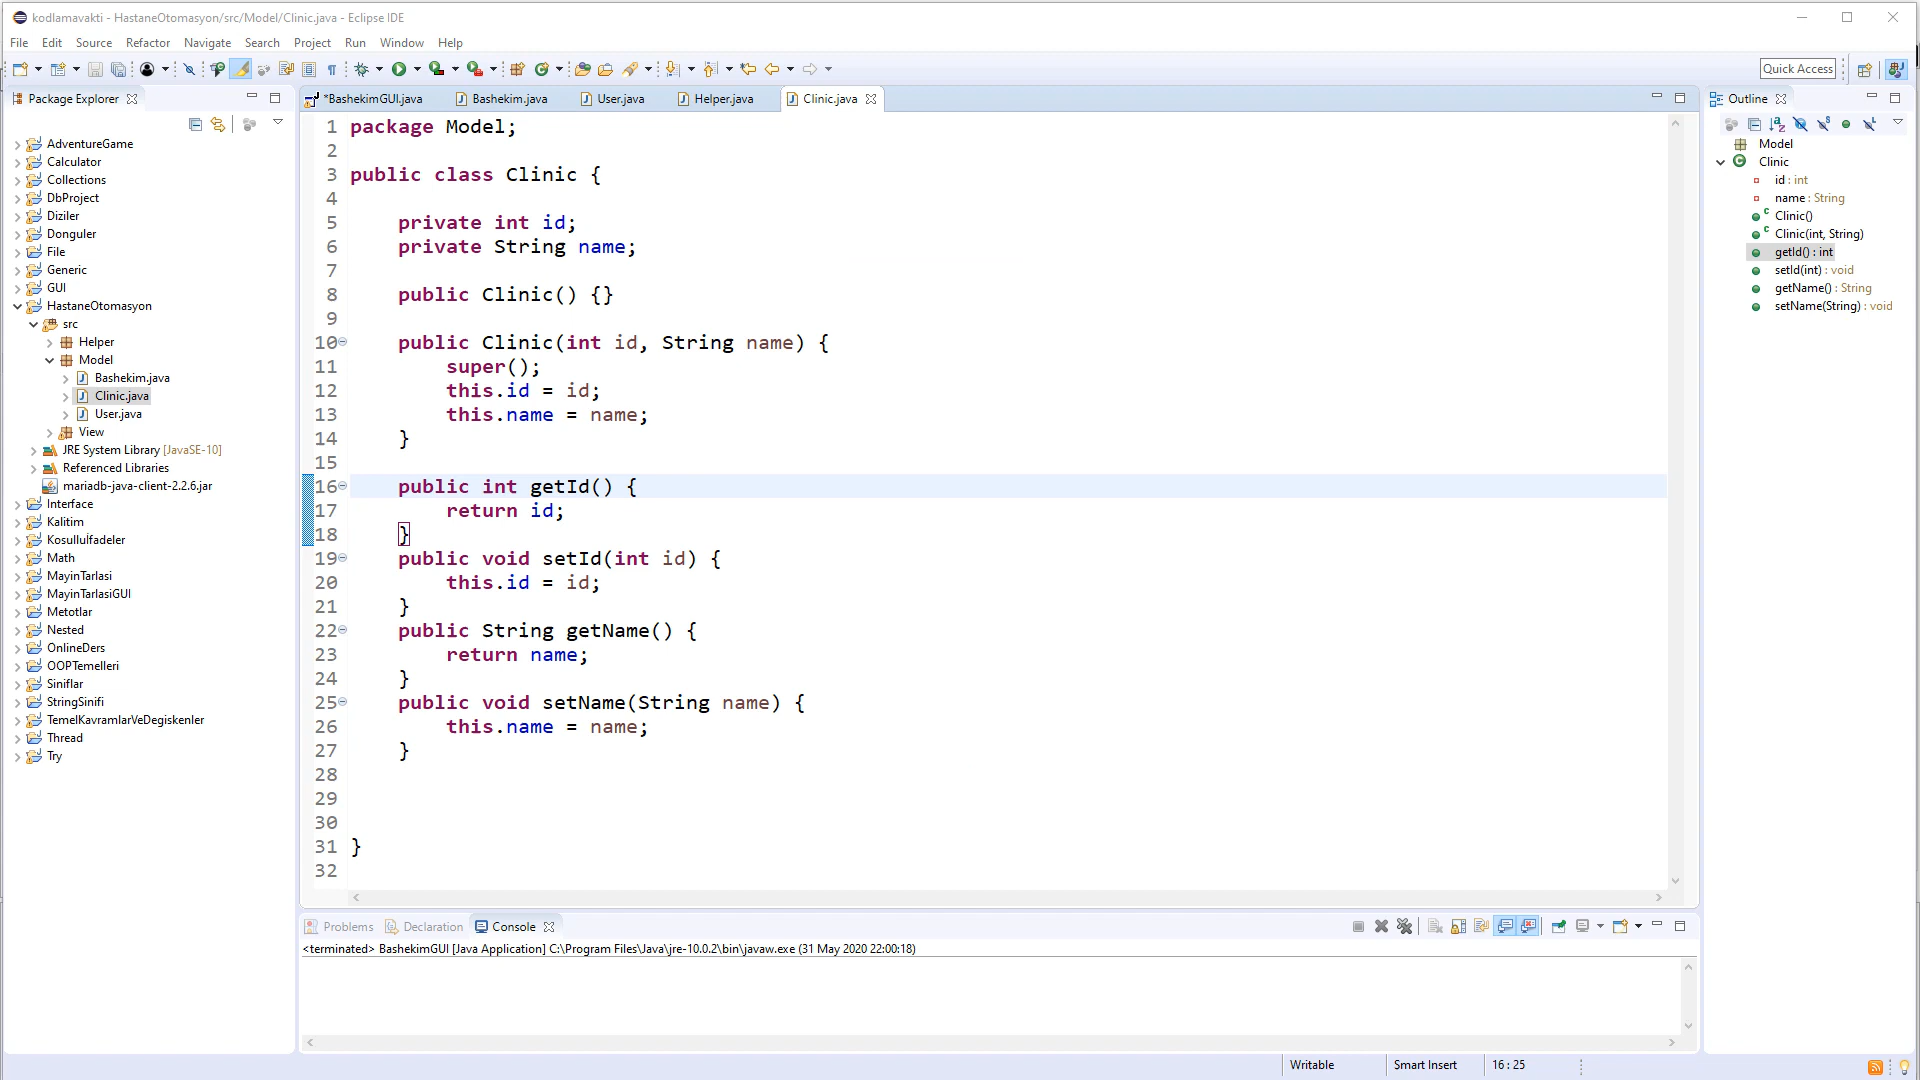 kodlamavakti - HastaneOtomasyon/src/Model/Clinic.java - Eclipse IDE
File Edit Source Refactor Navigate Search Project Run Window Help
Quick Access
Package Explorer
AdventureGame
Calculator
Collections
DbProject
Diziler
Donguler
File
Generic
GUI
HastaneOtomasyon
src
Helper
Model
Bashekim.java
Clinic.java
User.java
View
JRE System Library [JavaSE-10]
Referenced Libraries
mariadb-java-client-2.2.6.jar
Interface
Kalitim
Kosulluİfadeler
Math
MayinTarlasi
MayinTarlasiGUI
Metotlar
Nested
OnlineDers
OOPTemelleri
Siniflar
StringSinifi
TemelKavramlarVeDegiskenler
Thread
Try
*BashekimGUI.java Bashekim.java User.java Helper.java Clinic.java
1 package Model;
2
3 public class Clinic {
4
5 private int id;
6 private String name;
7
8 public Clinic() {}
9
10 public Clinic(int id, String name) {
11 super();
12 this.id = id;
13 this.name = name;
14 }
15
16 public int getId() {
17 return id;
18 }
19 public void setId(int id) {
20 this.id = id;
21 }
22 public String getName() {
23 return name;
24 }
25 public void setName(String name) {
26 this.name = name;
27 }
28
29
30
31 }
32
Outline
Model
Clinic
id : int
name : String
Clinic()
Clinic(int, String)
getId() : int
setId(int) : void
getName() : String
setName(String) : void
Problems Declaration Console
<terminated> BashekimGUI [Java Application] C:\Program Files\Java\jre-10.0.2\bin\javaw.exe (31 May 2020 22:00:18)
Writable Smart Insert 16 : 25